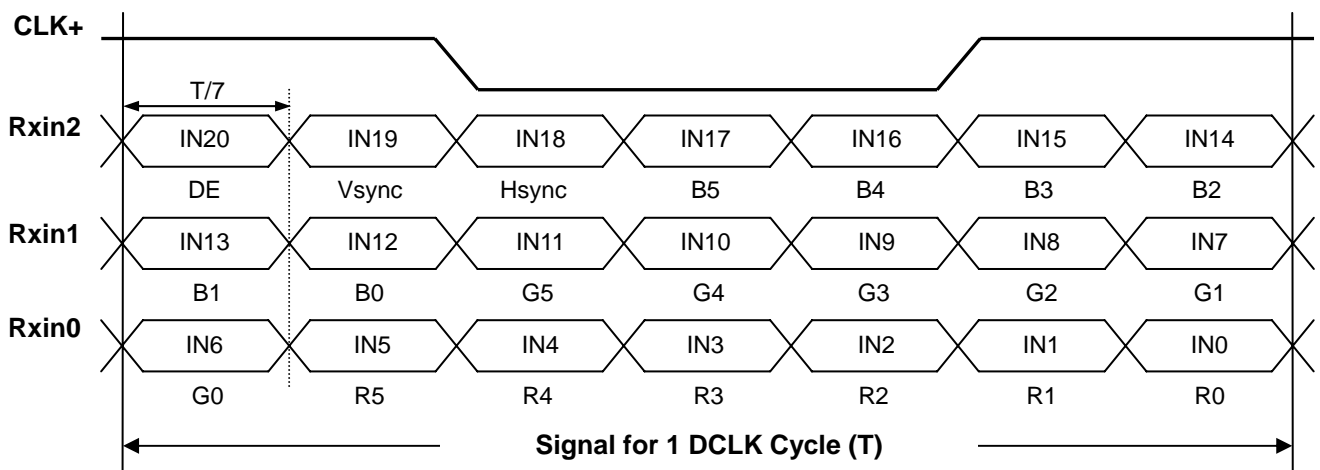 CLK+
T/7
Rxin2 IN20 IN19 IN18 IN17 IN16 IN15 IN14
DE Vsync Hsync B5 B4 B3 B2
Rxin1 IN13 IN12 IN11 IN10 IN9 IN8 IN7
B1 B0 G5 G4 G3 G2 G1
Rxin0 IN6 IN5 IN4 IN3 IN2 IN1 IN0
G0 R5 R4 R3 R2 R1 R0
Signal for 1 DCLK Cycle (T)